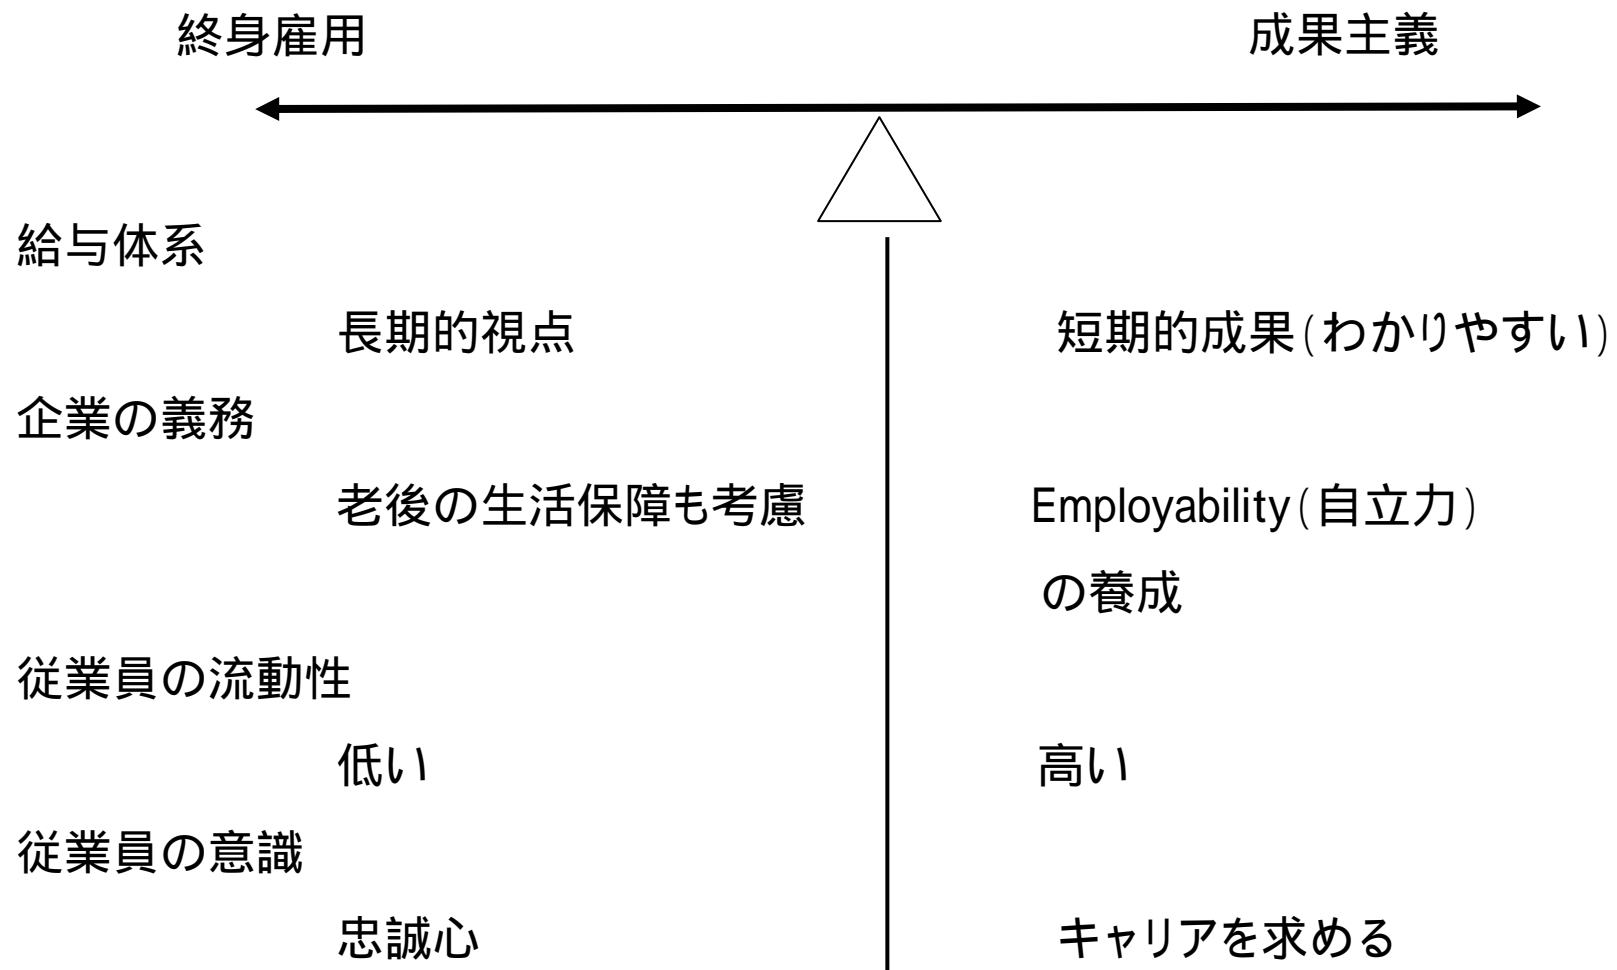 終身雇用 成果主義
給与体系
長期的視点 短期的成果(わかりやすい)
企業の義務
老後の生活保障も考慮 Employability(自立力)
の養成
従業員の流動性
低い 高い
従業員の意識
忠誠心 キャリアを求める